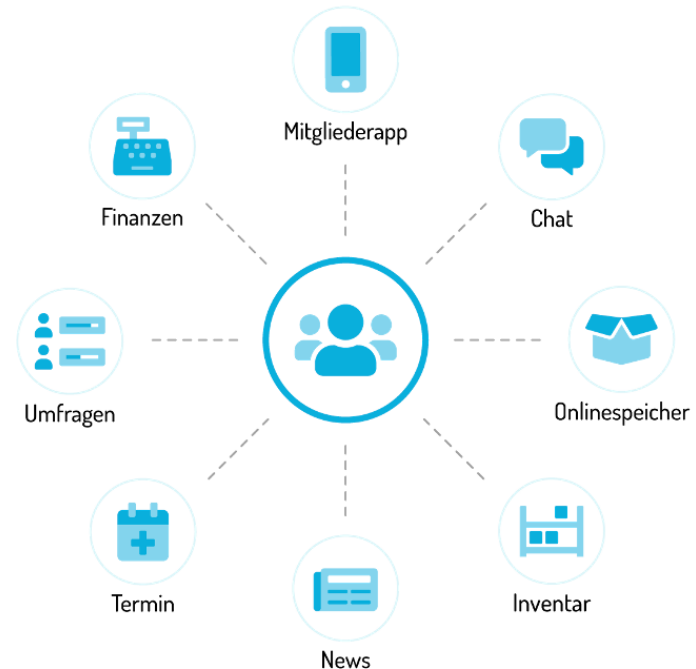 Mitgliederapp
Finanzen
Chat
Umfragen
Onlinespeicher
Termin
Inventar
News